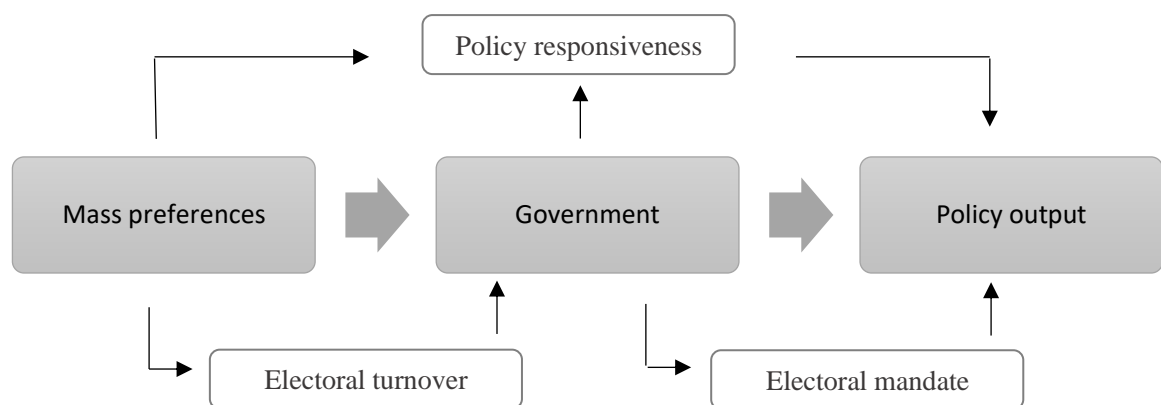 Policy responsiveness
Mass preferences
Government
Policy output
Electoral turnover
Electoral mandate